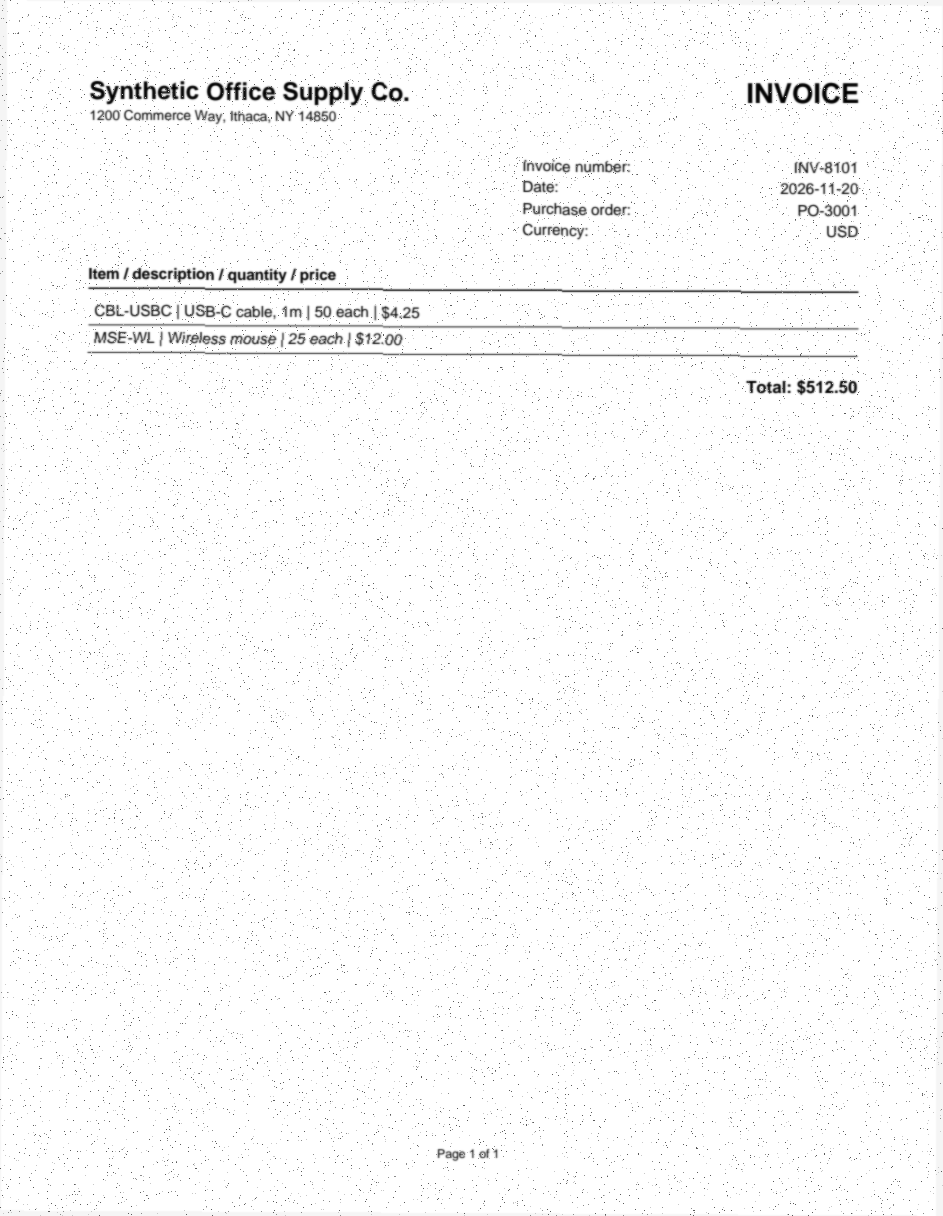 Synthetic Office Supply Co.
INVOICE
1200 Commerce Way, Ithaca, NY 14850
Invoice number: INV-8101
Date: 2026-11-20
Purchase order: PO-3001
Currency: USD
Item / description / quantity / price
CBL-USBC | USB-C cable, 1m | 50 each | $4.25
MSE-WL | Wireless mouse | 25 each | $12.00
Total: $512.50
Page 1 of 1